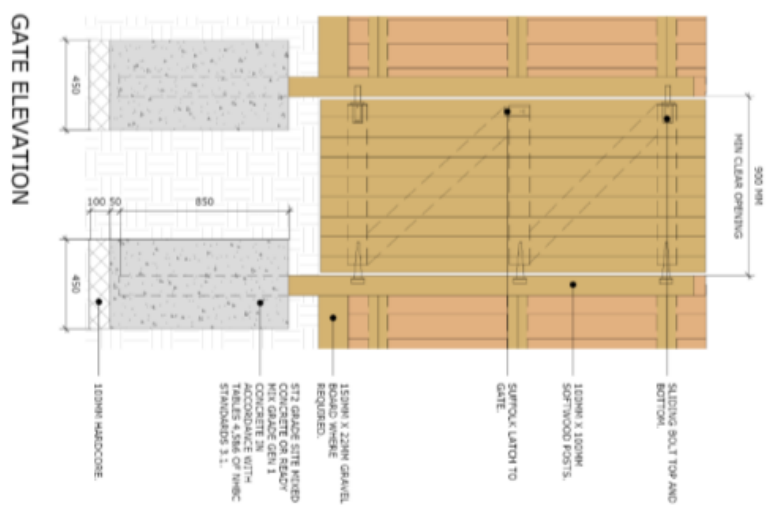 900 MM
MIN CLEAR OPENING
SLIDING BOLT TOP AND
BOTTOM.
100MM X 100MM
SOFTWOOD POSTS.
SUFFOLK LATCH TO
GATE.
150MM X 22MM GRAVEL
BOARD WHERE
REQUIRED.
ST2 GRADE SITE MIXED
CONCRETE OR READY
MIX GRADE GEN 1
CONCRETE IN
ACCORDANCE WITH
TABLES 4,5&6 OF NHBC
STANDARDS 3.1.
100MM HARDCORE.
850
50
100
450
450
GATE ELEVATION